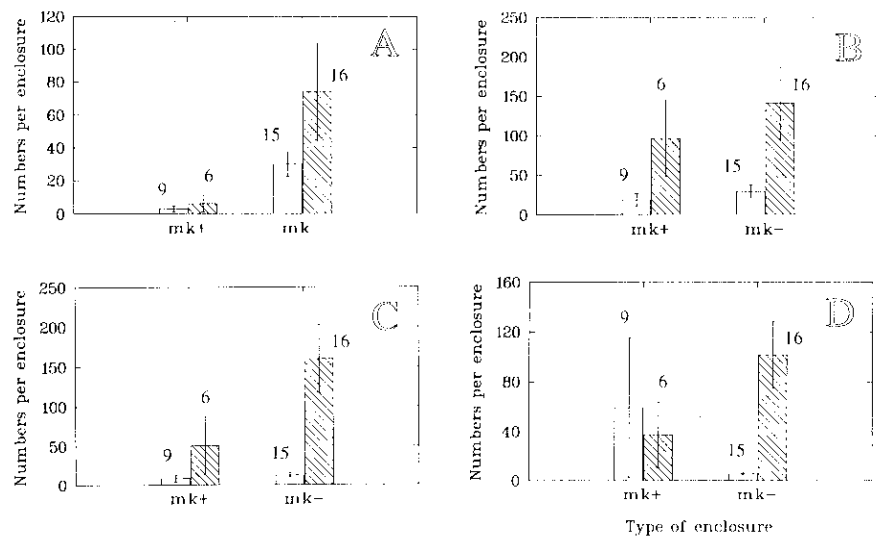 Numbers per enclosure
120
100
80
60
40
20
0
A
9
6
15
16
mk+
mk
Numbers per enclosure
250
200
150
100
50
0
B
9
6
15
16
mk+
mk−
Numbers per enclosure
250
200
150
100
50
0
C
9
6
15
16
mk+
mk−
Numbers per enclosure
160
120
80
40
0
D
9
6
15
16
mk+
mk−
Type of enclosure